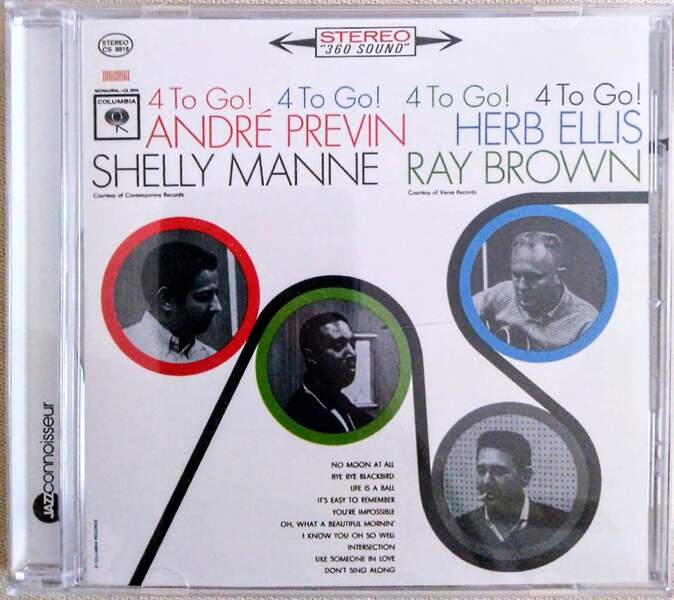 STEREO
"360 SOUND"
STEREO
CS 8818
COLUMBIA
4 To Go! 4 To Go! 4 To Go! 4 To Go!
ANDRÉ PREVIN HERB ELLIS
SHELLY MANNE RAY BROWN
Courtesy of Contemporary Records Courtesy of Verve Records
NO MOON AT ALL
BYE BYE BLACKBIRD
LIFE IS A BALL
IT'S EASY TO REMEMBER
YOU'RE IMPOSSIBLE
OH, WHAT A BEAUTIFUL MORNIN'
I KNOW YOU OH SO WELL
INTERSECTION
LIKE SOMEONE IN LOVE
DON'T SING ALONG
JAZZconnoisseur